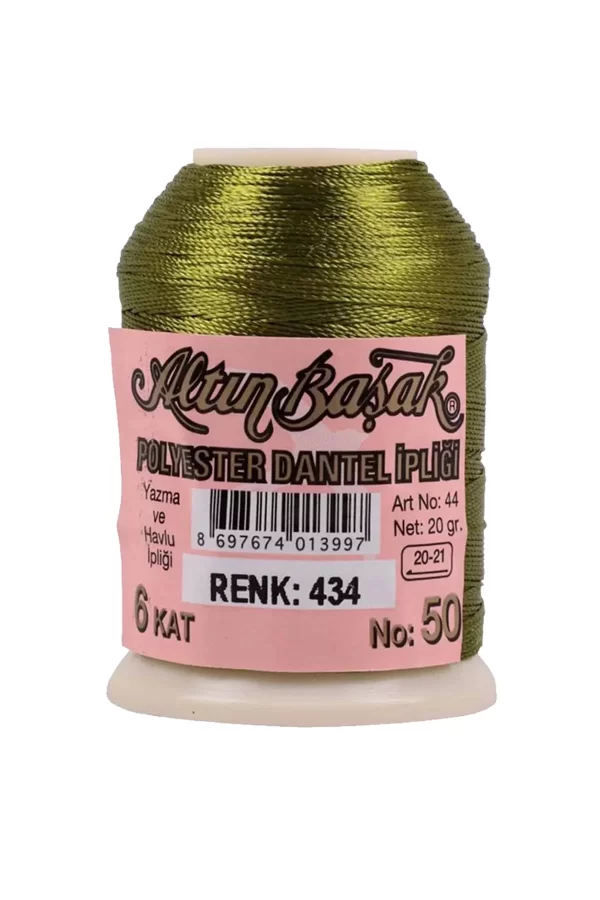 Altın Başak ®
POLYESTER DANTEL İPLİĞİ
Yazma
ve
Havlu
İpliği
8 697674 013997
Art No: 44
Net: 20 gr.
20-21
RENK: 434
6 KAT
No: 50